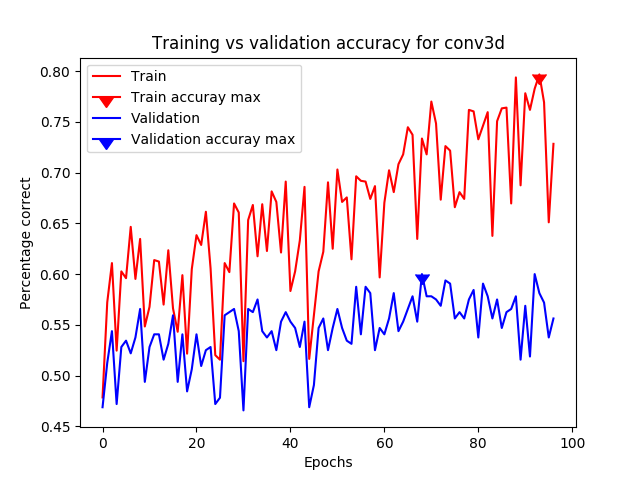 Training vs validation accuracy for conv3d
Train
Train accuray max
Validation
Validation accuray max
Percentage correct
0.80
0.75
0.70
0.65
0.60
0.55
0.50
0.45
0 20 40 60 80 100
Epochs